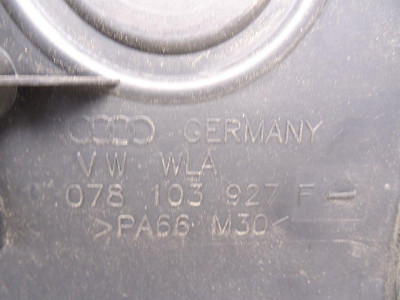 GERMANY
VW WLA
078 103 927 F
>PA66 M30<